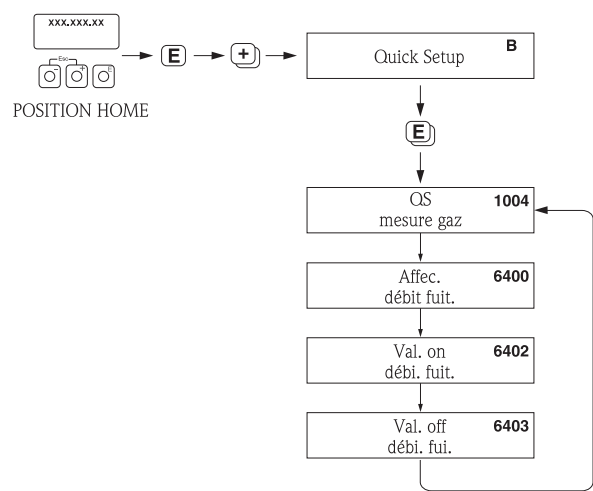 xxx.xxx.xx
Esc
- + E
POSITION HOME
E
+
Quick Setup B
E
QS 1004
mesure gaz
Affec. 6400
débit fuit.
Val. on 6402
débi. fuit.
Val. off 6403
débi. fui.